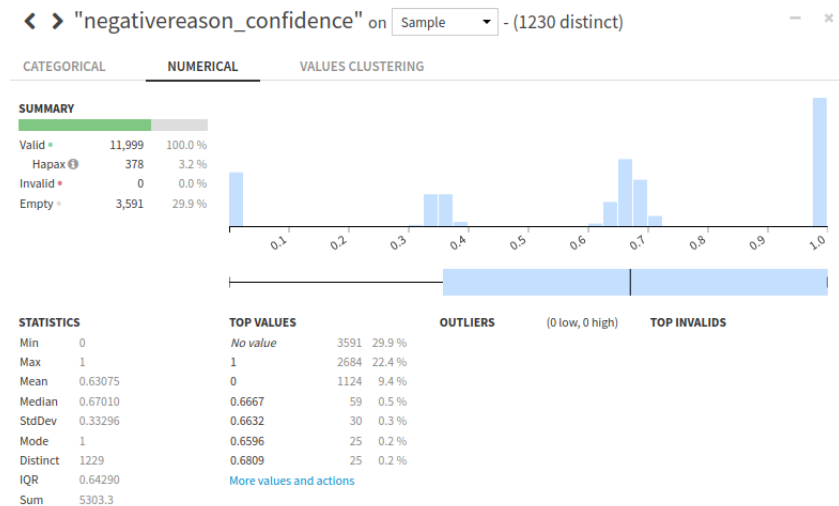 "negativereason_confidence" on Sample - (1230 distinct)
CATEGORICAL NUMERICAL VALUES CLUSTERING
SUMMARY
Valid 11,999 100.0 %
Hapax 378 3.2 %
Invalid 0 0.0 %
Empty 3,591 29.9 %
0.1 0.2 0.3 0.4 0.5 0.6 0.7 0.8 0.9 1.0
STATISTICS
Min 0
Max 1
Mean 0.63075
Median 0.67010
StdDev 0.33296
Mode 1
Distinct 1229
IQR 0.64290
Sum 5303.3
TOP VALUES
No value 3591 29.9 %
1 2684 22.4 %
0 1124 9.4 %
0.6667 59 0.5 %
0.6632 30 0.3 %
0.6596 25 0.2 %
0.6809 25 0.2 %
More values and actions
OUTLIERS (0 low, 0 high)
TOP INVALIDS